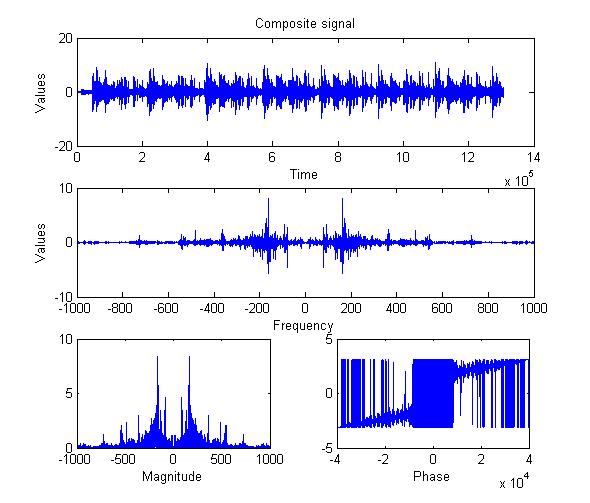 Composite signal
20
0
-20
Values
0 2 4 6 8 10 12 14
Time
x 10^5
10
0
-10
Values
-1000 -800 -600 -400 -200 0 200 400 600 800 1000
Frequency
10
5
0
-1000 -500 0 500 1000
Magnitude
5
0
-5
-4 -2 0 2 4
Phase
x 10^4